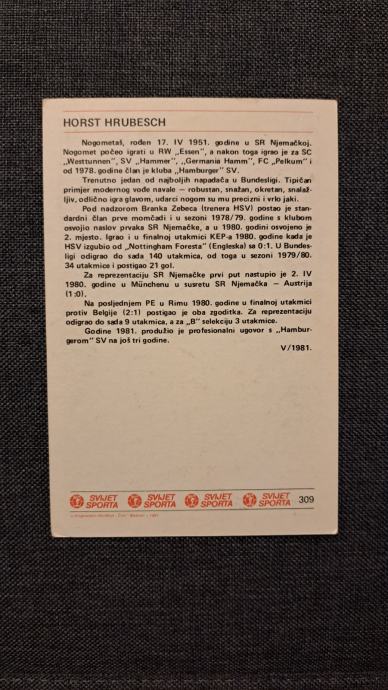 HORST HRUBESCH
Nogometaš, rođen 17. IV 1951. godine u SR Njemačkoj.
Nogomet počeo igrati u RW „Essen", a nakon toga igrao je za SC
„Westtunnen", SV „Hammer", „Germania Hamm", FC „Pelkum" i
od 1978. godine član je kluba „Hamburger" SV.
Trenutno jedan od najboljih napadača u Bundesligi. Tipičan
primjer modernog vođe navale — robustan, snažan, okretan, snalaž-
ljiv, odlično igra glavom, udarci nogom su mu precizni i vrlo jaki.
Pod nadzorom Branka Zebeca (trenera HSV) postao je stan-
dardni član prve momčadi i u sezoni 1978/79. godine s klubom
osvojio naslov prvaka SR Njemačke, a u 1980. godini osvojeno je
2. mjesto. Igrao i u finalnoj utakmici KEP-a 1980. godine kada je
HSV izgubio od „Nottingham Foresta" (Engleska) sa 0:1. U Bundes-
ligi odigrao do sada 140 utakmica, od toga u sezoni 1979/80.
34 utakmice i postigao 21 gol.
Za reprezentaciju SR Njemačke prvi put nastupio je 2. IV
1980. godine u Münchenu u susretu SR Njemačka — Austrija
(1:0).
Na posljednjem PE u Rimu 1980. godine u finalnoj utakmici
protiv Belgije (2:1) postigao je oba zgoditka. Za reprezentaciju
odigrao do sada 9 utakmica, a za „B" selekciju 3 utakmice.
Godine 1981. produžio je profesionalni ugovor s „Hambur-
gerom" SV na još tri godine.
V/1981.
SVIJET SPORTA SVIJET SPORTA SVIJET SPORTA SVIJET SPORTA 309